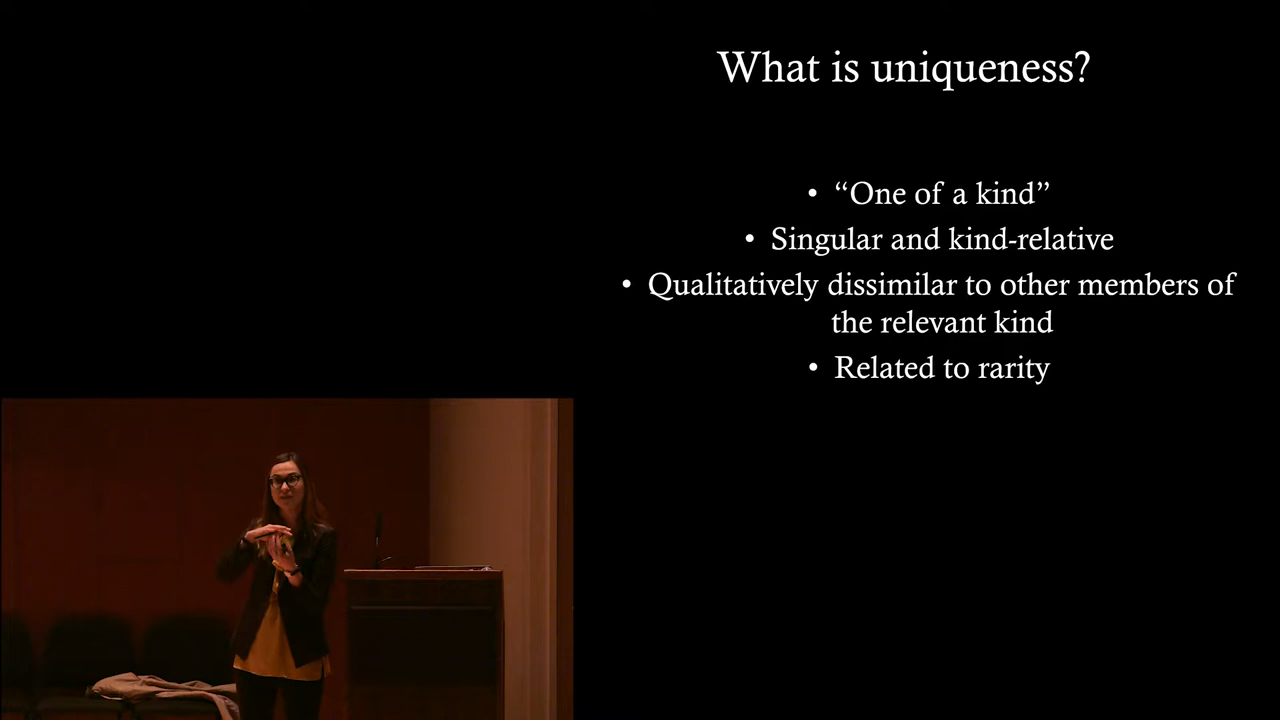 What is uniqueness?
• “One of a kind”
• Singular and kind-relative
• Qualitatively dissimilar to other members of
the relevant kind
• Related to rarity